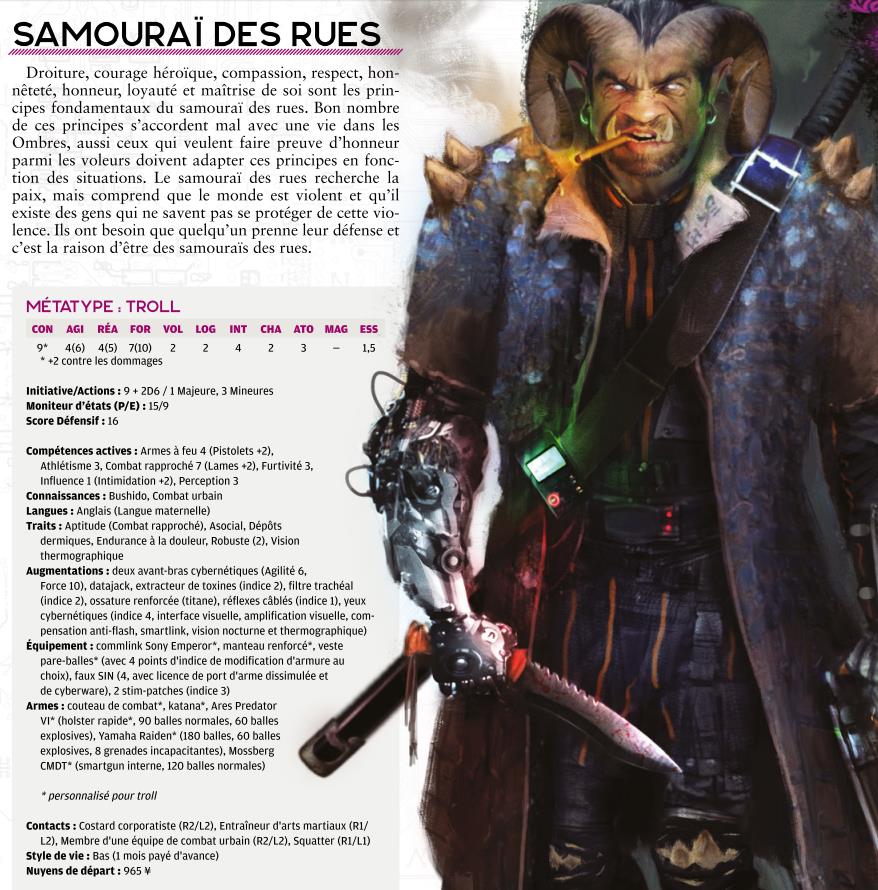 SAMOURAÏ DES RUES
Droiture, courage héroïque, compassion, respect, hon-
nêteté, honneur, loyauté et maîtrise de soi sont les prin-
cipes fondamentaux du samouraï des rues. Bon nombre
de ces principes s'accordent mal avec une vie dans les
Ombres, aussi ceux qui veulent faire preuve d'honneur
parmi les voleurs doivent adapter ces principes en fonc-
tion des situations. Le samouraï des rues recherche la
paix, mais comprend que le monde est violent et qu'il
existe des gens qui ne savent pas se protéger de cette vio-
lence. Ils ont besoin que quelqu'un prenne leur défense et
c'est la raison d'être des samouraïs des rues.
MÉTATYPE : TROLL
CON AGI RÉA FOR VOL LOG INT CHA ATO MAG ESS
9* 4(6) 4(5) 7(10) 2 2 4 2 3 – 1,5
* +2 contre les dommages
Initiative/Actions : 9 + 2D6 / 1 Majeure, 3 Mineures
Moniteur d'états (P/E) : 15/9
Score Défensif : 16
Compétences actives : Armes à feu 4 (Pistolets +2),
Athlétisme 3, Combat rapproché 7 (Lames +2), Furtivité 3,
Influence 1 (Intimidation +2), Perception 3
Connaissances : Bushido, Combat urbain
Langues : Anglais (Langue maternelle)
Traits : Aptitude (Combat rapproché), Asocial, Dépôts
dermiques, Endurance à la douleur, Robuste (2), Vision
thermographique
Augmentations : deux avant-bras cybernétiques (Agilité 6,
Force 10), datajack, extracteur de toxines (indice 2), filtre trachéal
(indice 2), ossature renforcée (titane), réflexes câblés (indice 1), yeux
cybernétiques (indice 4, interface visuelle, amplification visuelle, com-
pensation anti-flash, smartlink, vision nocturne et thermographique)
Équipement : commlink Sony Emperor*, manteau renforcé*, veste
pare-balles* (avec 4 points d'indice de modification d'armure au
choix), faux SIN (4, avec licence de port d'arme dissimulée et
de cyberware), 2 stim-patches (indice 3)
Armes : couteau de combat*, katana*, Ares Predator
VI* (holster rapide*, 90 balles normales, 60 balles
explosives), Yamaha Raiden* (180 balles, 60 balles
explosives, 8 grenades incapacitantes), Mossberg
CMDT* (smartgun interne, 120 balles normales)
* personnalisé pour troll
Contacts : Costard corporatiste (R2/L2), Entraîneur d'arts martiaux (R1/
L2), Membre d'une équipe de combat urbain (R2/L2), Squatter (R1/L1)
Style de vie : Bas (1 mois payé d'avance)
Nuyens de départ : 965 ¥